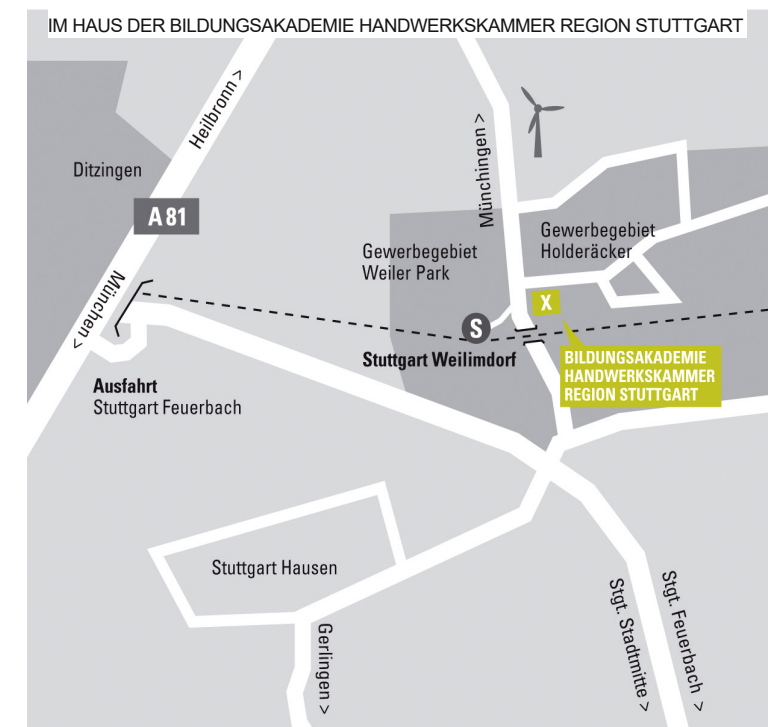 IM HAUS DER BILDUNGSAKADEMIE HANDWERKSKAMMER REGION STUTTGART
Heilbronn >
Ditzingen
A 81
München >
Münchingen >
Gewerbegebiet
Holderäcker
Gewerbegebiet
Weiler Park
X
S
Stuttgart Weilimdorf
BILDUNGSAKADEMIE
HANDWERKSKAMMER
REGION STUTTGART
Ausfahrt
Stuttgart Feuerbach
Stuttgart Hausen
Gerlingen >
Stgt. Stadtmitte >
Stgt. Feuerbach >